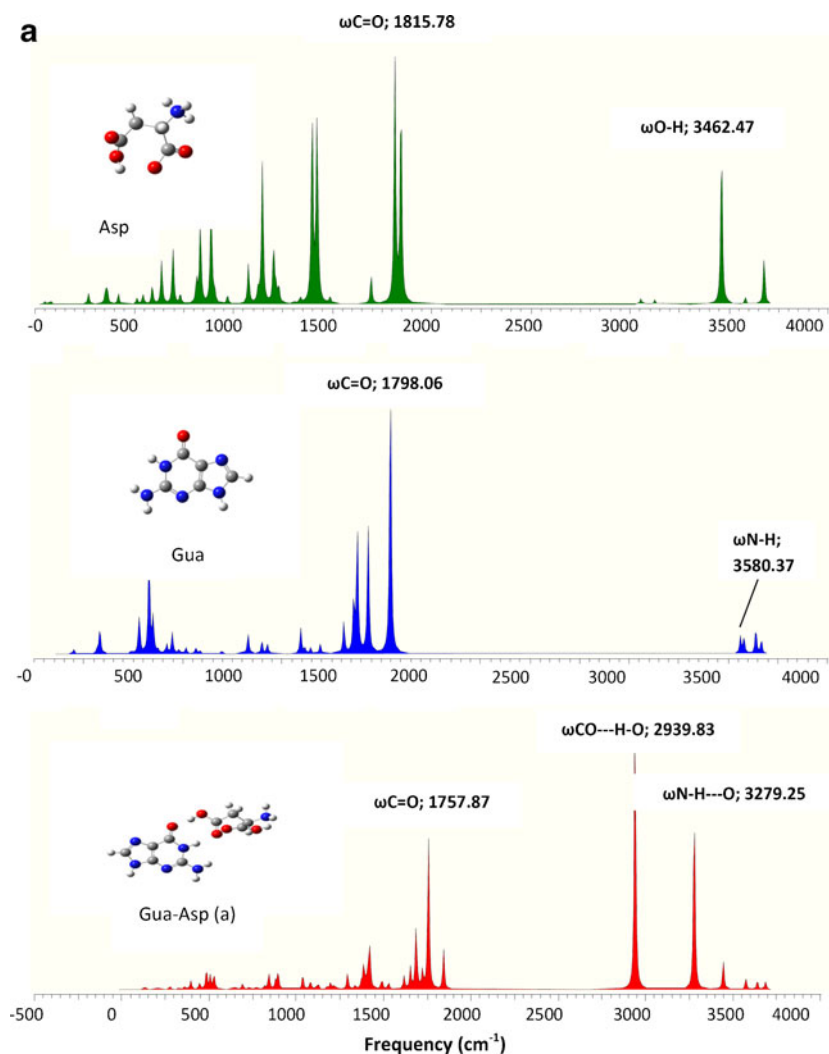 a
ωC=O; 1815.78
ωO-H; 3462.47
Asp
-0 500 1000 1500 2000 2500 3000 3500 4000
ωC=O; 1798.06
ωN-H;
3580.37
Gua
-0 500 1000 1500 2000 2500 3000 3500 4000
ωCO---H-O; 2939.83
ωC=O; 1757.87
ωN-H---O; 3279.25
Gua-Asp (a)
-500 0 500 1000 1500 2000 2500 3000 3500 4000
Frequency (cm⁻¹)